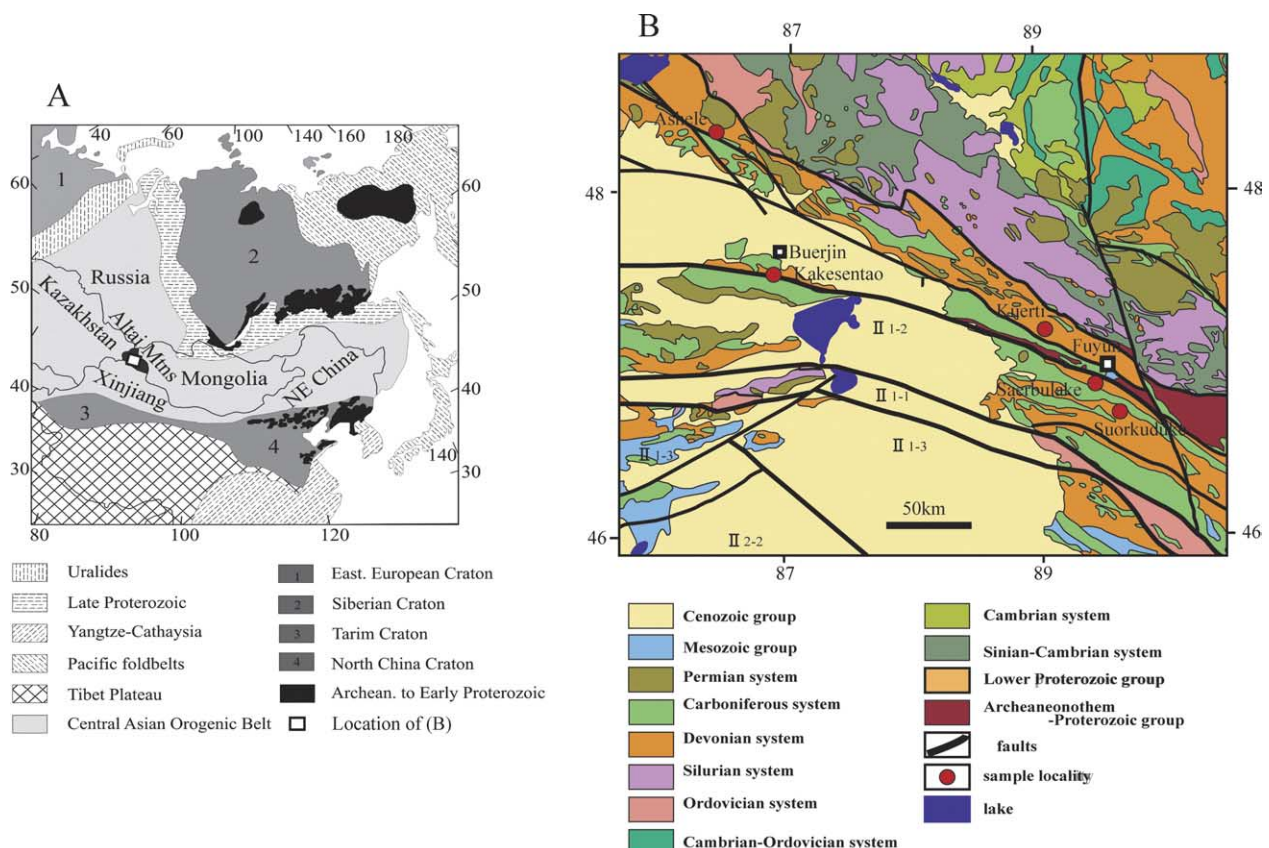 A
40 60 100 140 160 180
60
50
40
30
1
2
3
4
Russia
Kazakhstan
Altai Mtns
Xinjiang
Mongolia
NE China
60
50
40
30
140
80 100 120
Uralides
Late Proterozoic
Yangtze-Cathaysia
Pacific foldbelts
Tibet Plateau
Central Asian Orogenic Belt
1 East. European Craton
2 Siberian Craton
3 Tarim Craton
4 North China Craton
Archean. to Early Proterozoic
Location of (B)
B
87 89
48 48
46 46
87 89
Ashele
Buerjin
Kakesentao
Kuerti
Fuyun
Saerbulake
Suorkuduke
II 1-2
II 1-1
II 1-3
II 1-3
II 2-2
50km
Cenozoic group
Mesozoic group
Permian system
Carboniferous system
Devonian system
Silurian system
Ordovician system
Cambrian-Ordovician system
Cambrian system
Sinian-Cambrian system
Lower Proterozoic group
Archeaneonothem
-Proterozoic group
faults
sample locality
lake